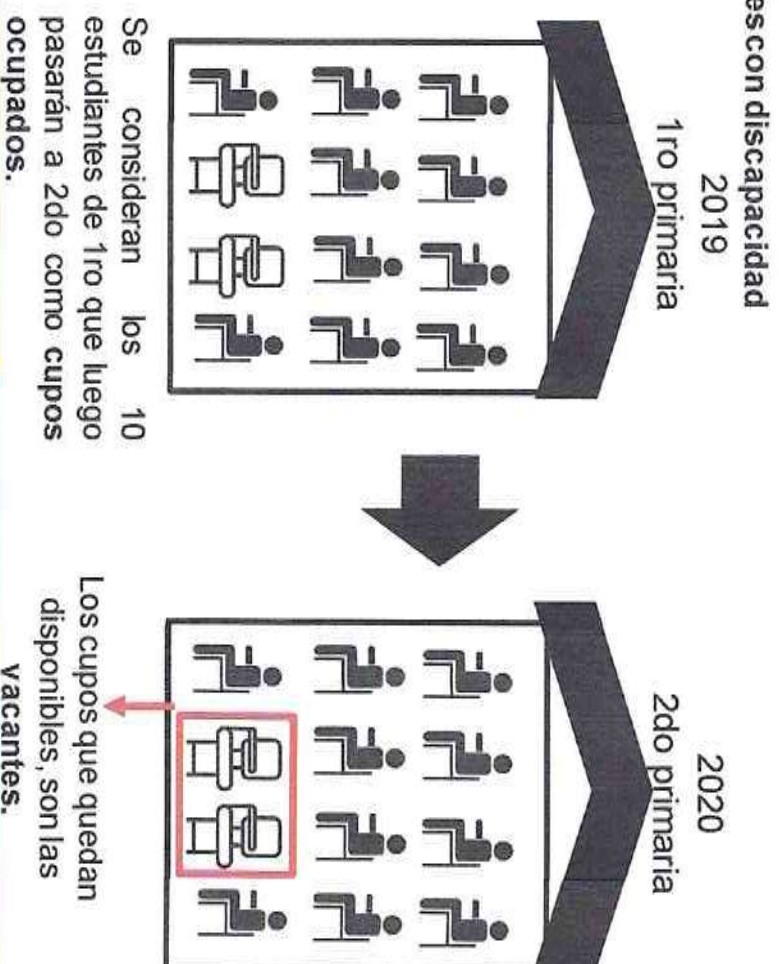 es con discapacidad
2019
1ro primaria
Se consideran los 10
estudiantes de 1ro que luego
pasarán a 2do como cupos
ocupados.
2020
2do primaria
Los cupos que quedan
disponibles, son las
vacantes.